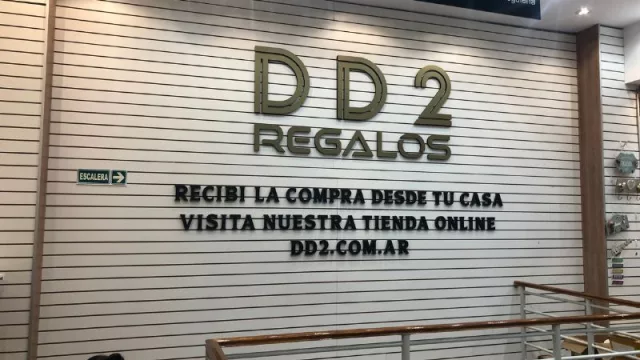 DD2
REGALOS
ESCALERA
RECIBI LA COMPRA DESDE TU CASA
VISITA NUESTRA TIENDA ONLINE
DD2.COM.AR